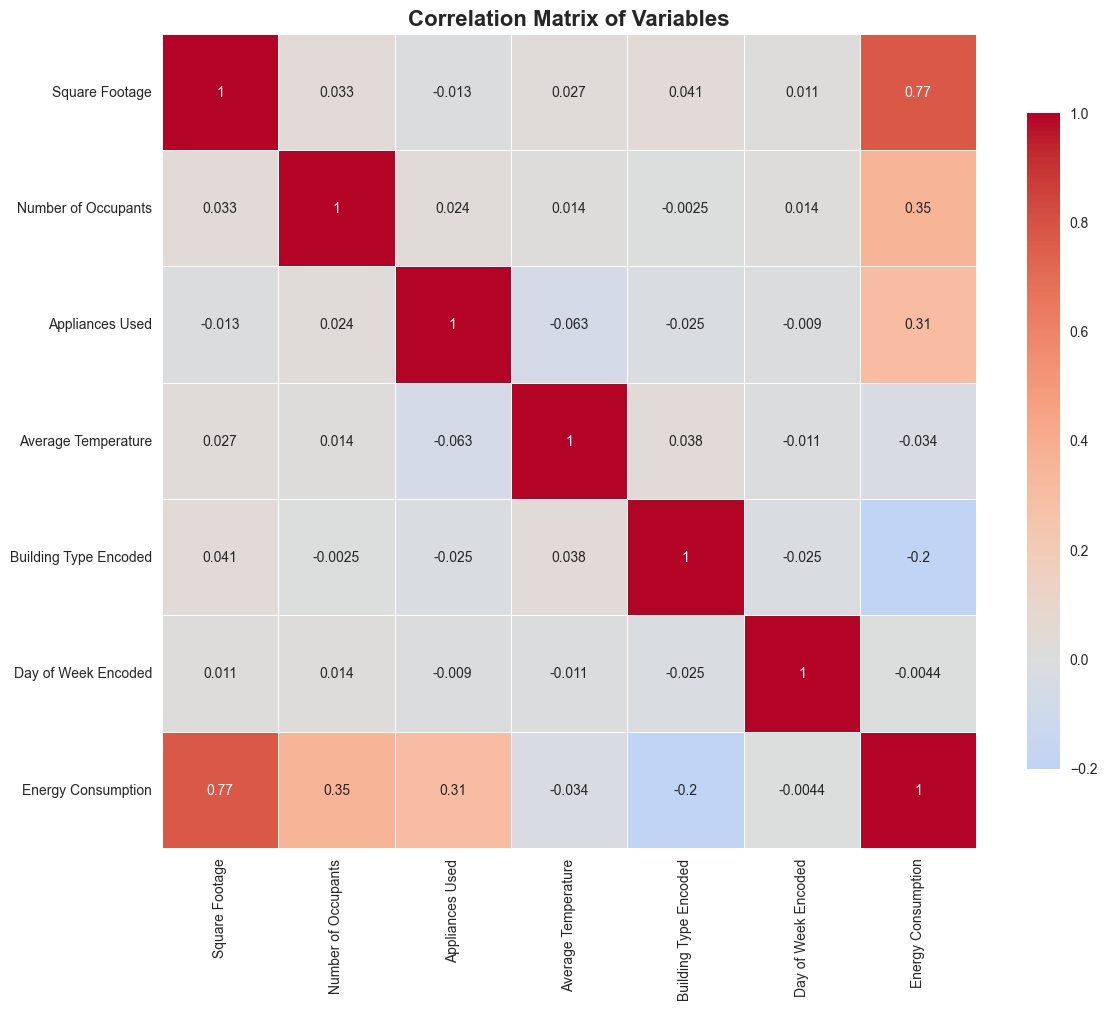 Correlation Matrix of Variables
Square Footage 1 0.033 -0.013 0.027 0.041 0.011 0.77
Number of Occupants 0.033 1 0.024 0.014 -0.0025 0.014 0.35
Appliances Used -0.013 0.024 1 -0.063 -0.025 -0.009 0.31
Average Temperature 0.027 0.014 -0.063 1 0.038 -0.011 -0.034
Building Type Encoded 0.041 -0.0025 -0.025 0.038 1 -0.025 -0.2
Day of Week Encoded 0.011 0.014 -0.009 -0.011 -0.025 1 -0.0044
Energy Consumption 0.77 0.35 0.31 -0.034 -0.2 -0.0044 1
Square Footage
Number of Occupants
Appliances Used
Average Temperature
Building Type Encoded
Day of Week Encoded
Energy Consumption
1.0
0.8
0.6
0.4
0.2
0.0
−0.2